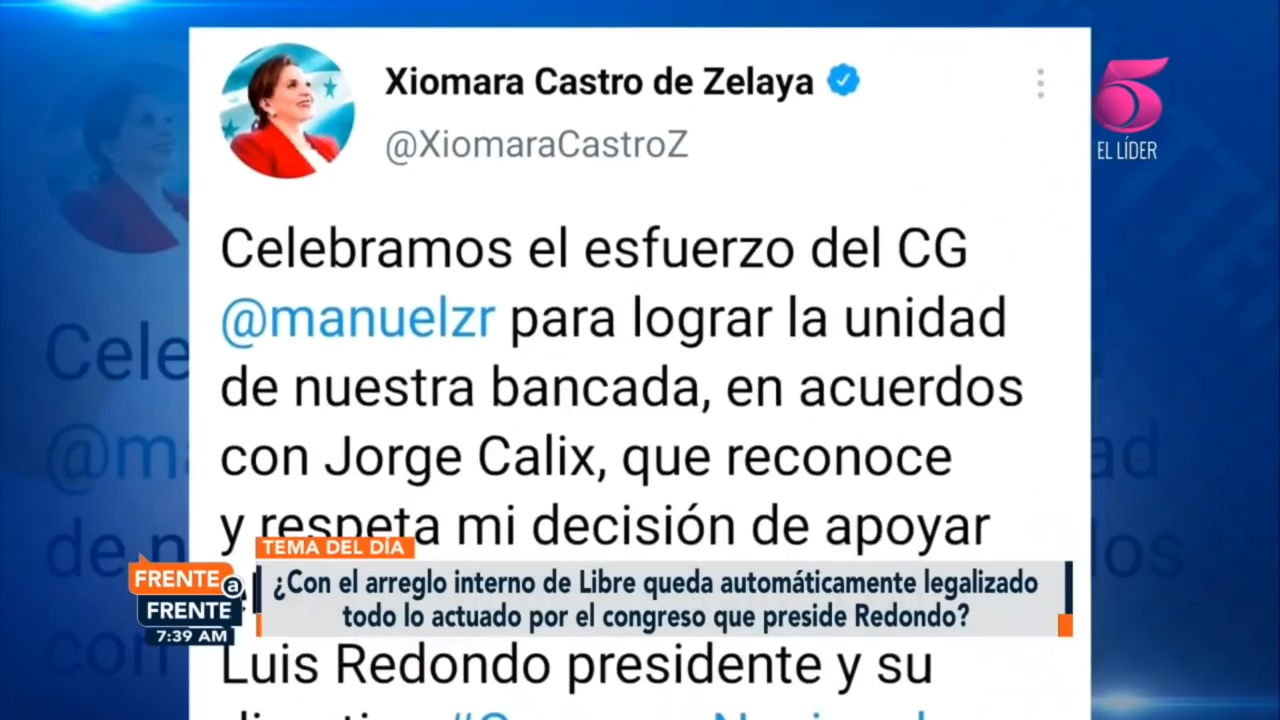 Xiomara Castro de Zelaya
@XiomaraCastroZ
5
EL LÍDER
Celebramos el esfuerzo del CG
@manuelzr para lograr la unidad
de nuestra bancada, en acuerdos
con Jorge Calix, que reconoce
y respeta mi decisión de apoyar
TEMA DEL DÍA
FRENTE a
FRENTE
7:39 AM
¿Con el arreglo interno de Libre queda automáticamente legalizado
todo lo actuado por el congreso que preside Redondo?
Luis Redondo presidente y su